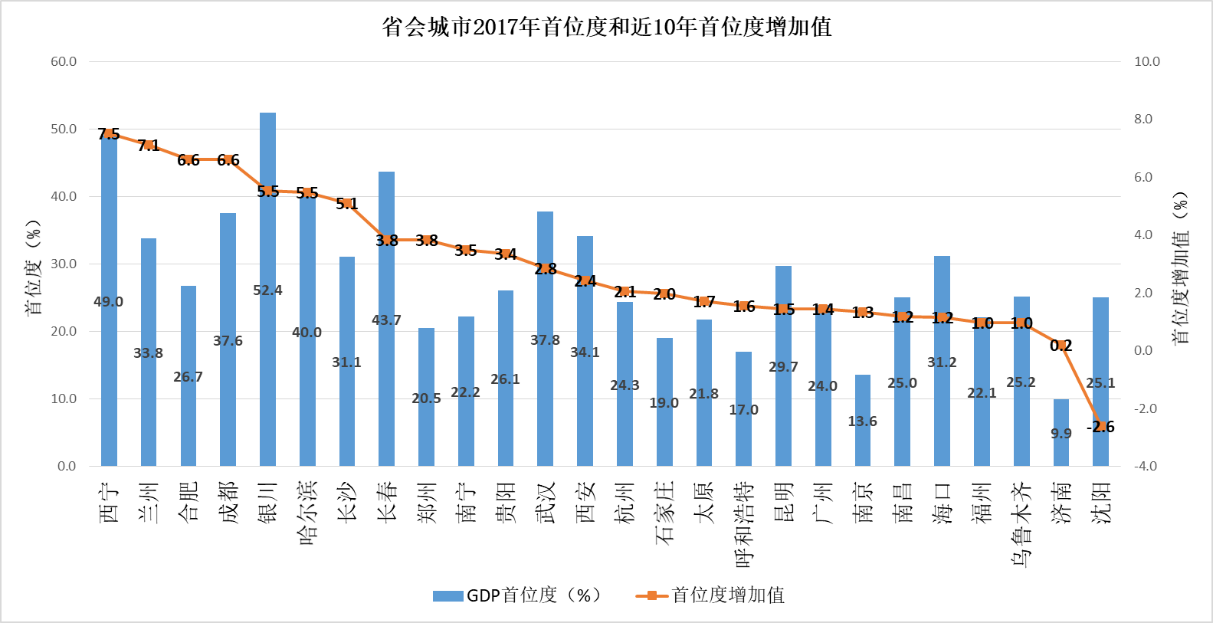 省会城市2017年首位度和近10年首位度增加值
60.0
50.0
40.0
30.0
20.0
10.0
0.0
首位度（%）
10.0
8.0
6.0
4.0
2.0
0.0
-2.0
-4.0
首位度增加值（%）
7.5 7.1 6.6 6.6 5.5 5.5 5.1 3.8 3.8 3.5 3.4 2.8 2.4 2.1 2.0 1.7 1.6 1.5 1.4 1.3 1.2 1.2 1.0 1.0 0.2 -2.6
49.0 33.8 26.7 37.6 52.4 40.0 31.1 43.7 20.5 22.2 26.1 37.8 34.1 24.3 19.0 21.8 17.0 29.7 24.0 13.6 25.0 31.2 22.1 25.2 9.9 25.1
西宁
兰州
合肥
成都
银川
哈尔滨
长沙
长春
郑州
南宁
贵阳
武汉
西安
杭州
石家庄
太原
呼和浩特
昆明
广州
南京
南昌
海口
福州
乌鲁木齐
济南
沈阳
GDP首位度（%） 首位度增加值